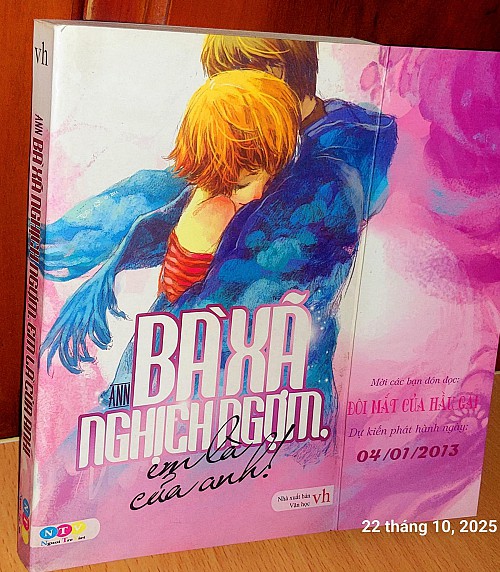 vh
ANN BÀ XÃ NGHỊCH NGỢM, EM LÀ CỦA ANH!
BÀ XÃ
ANN
NGHỊCH NGỢM,
em là
của anh!
Nhà xuất bản
Văn học
vh
NTV
Mời các bạn đón đọc:
ĐÔI MẮT CỦA HẮC CÁT
Dự kiến phát hành ngày:
04/01/2013
22 tháng 10, 2025